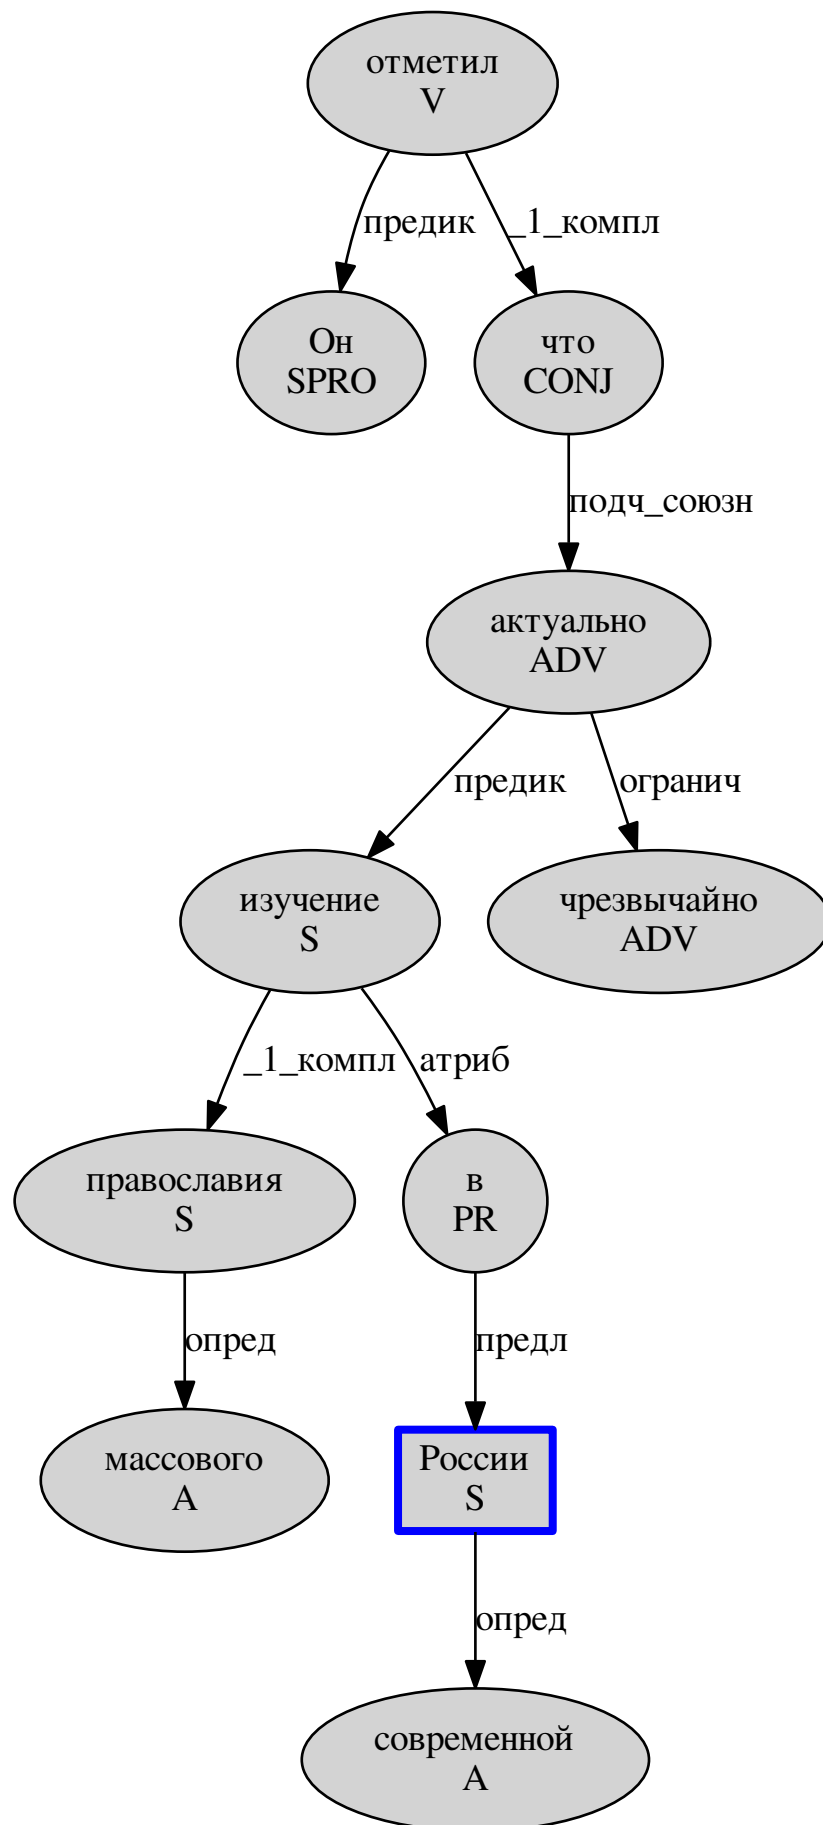 отметил
V
предик
_1_компл
Он
SPRO
что
CONJ
подч_союзн
актуально
ADV
предик
огранич
изучение
S
чрезвычайно
ADV
_1_компл
атриб
православия
S
в
PR
опред
предл
массового
A
России
S
опред
современной
A